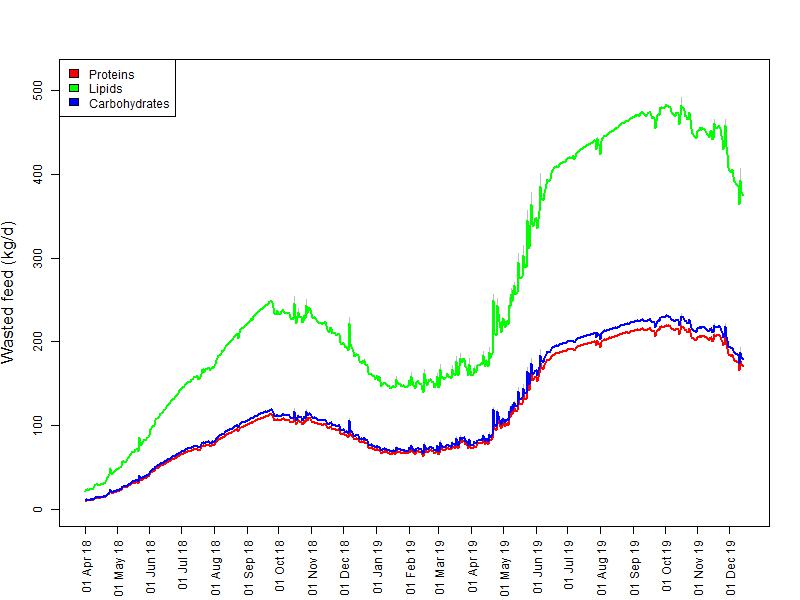 Proteins
Lipids
Carbohydrates
Wasted feed (kg/d)
500
400
300
200
100
0
01 Apr 18
01 May 18
01 Jun 18
01 Jul 18
01 Aug 18
01 Sep 18
01 Oct 18
01 Nov 18
01 Dec 18
01 Jan 19
01 Feb 19
01 Mar 19
01 Apr 19
01 May 19
01 Jun 19
01 Jul 19
01 Aug 19
01 Sep 19
01 Oct 19
01 Nov 19
01 Dec 19